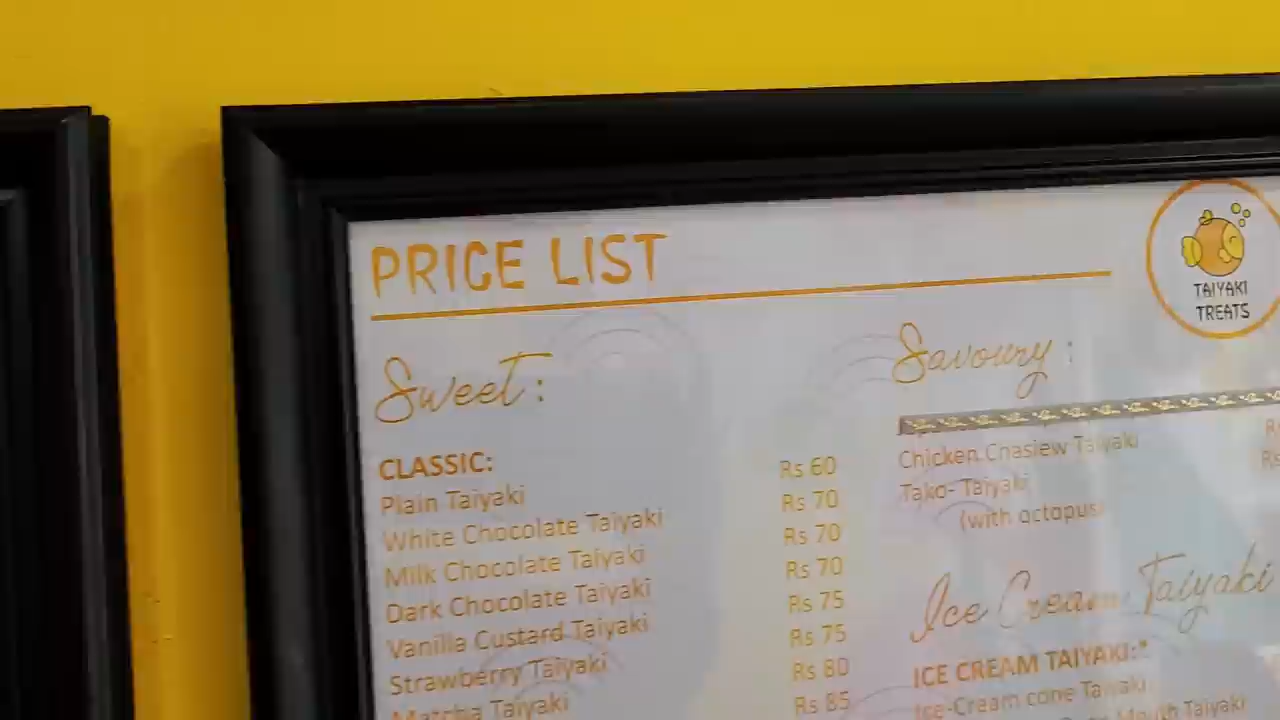 PRICE LIST
TAIYAKI
TREATS
Sweet:
CLASSIC:
Plain Taiyaki Rs 60
White Chocolate Taiyaki Rs 70
Milk Chocolate Taiyaki Rs 70
Dark Chocolate Taiyaki Rs 70
Vanilla Custard Taiyaki Rs 75
Strawberry Taiyaki Rs 75
Matcha Taiyaki Rs 80
Rs 85
Savoury:
Chicken Chasiew Taiyaki
Tako- Taiyaki
(with octopus)
Ice Cream Taiyaki
ICE CREAM TAIYAKI:*
Ice-Cream cone Taiyaki
Mouth Taiyaki